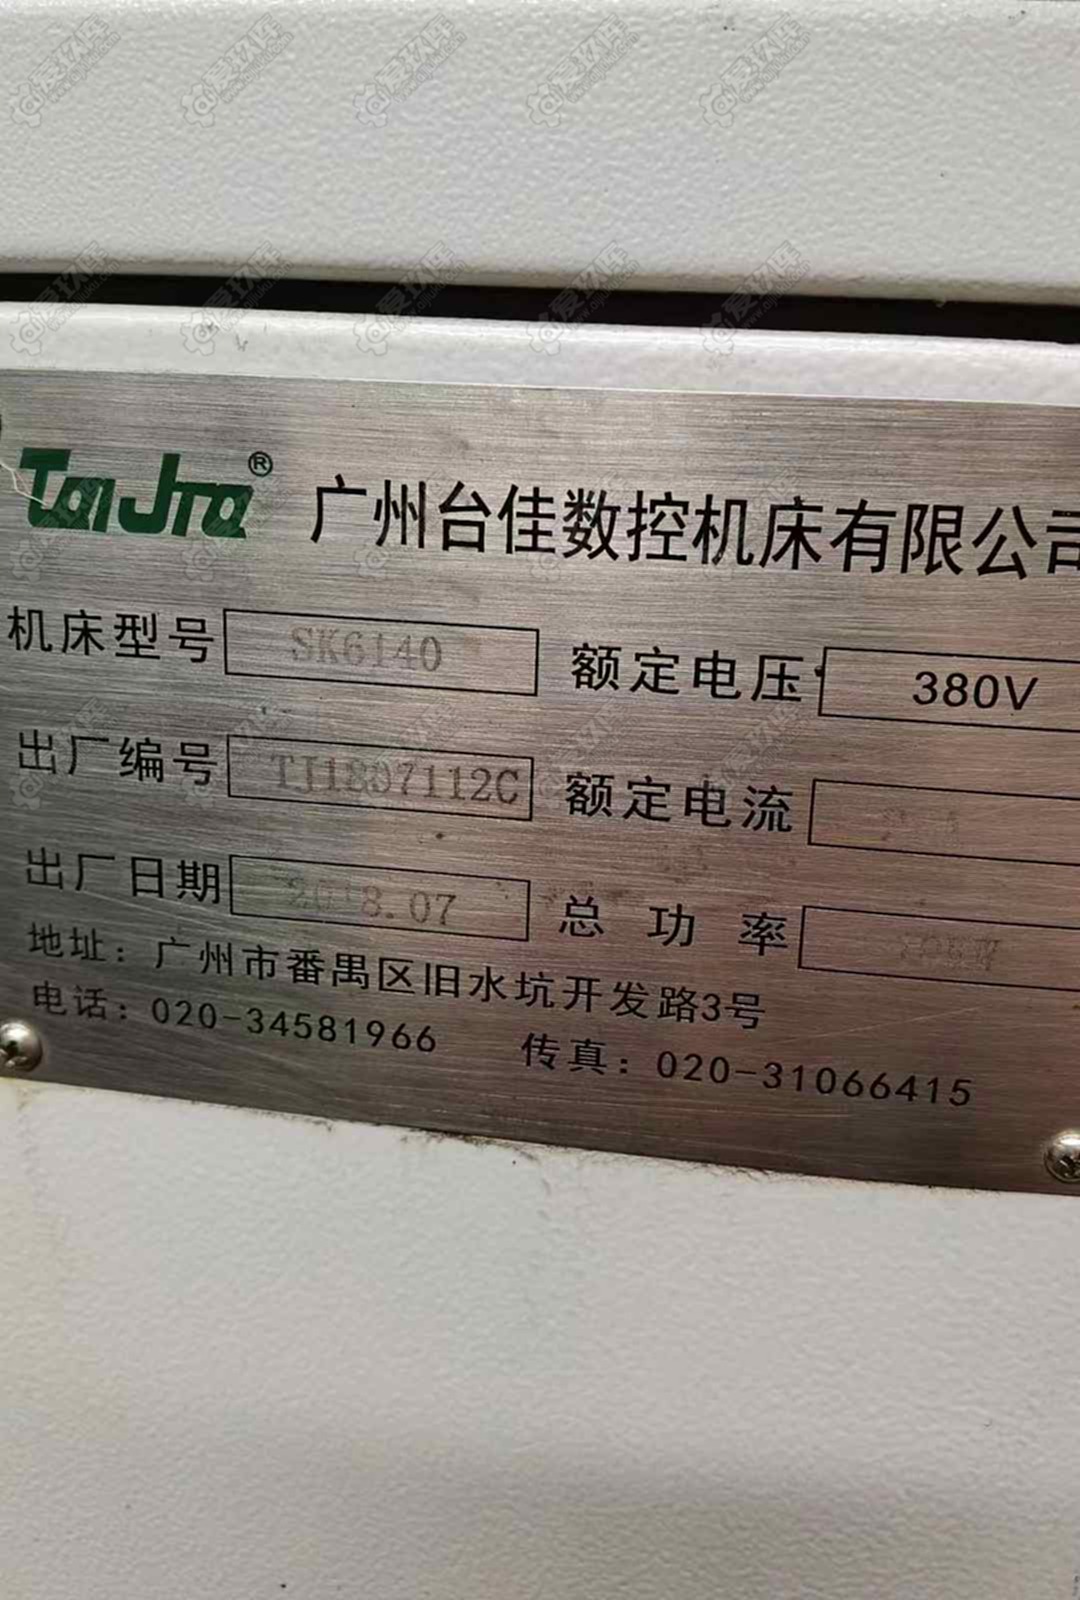 TaiJia® 广州台佳数控机床有限公司
机床型号 SK6140 额定电压 380V
出厂编号 TJ1807112C 额定电流
出厂日期 2018.07 总功率
地址：广州市番禺区旧水坑开发路3号
电话：020-34581966 传真：020-31066415